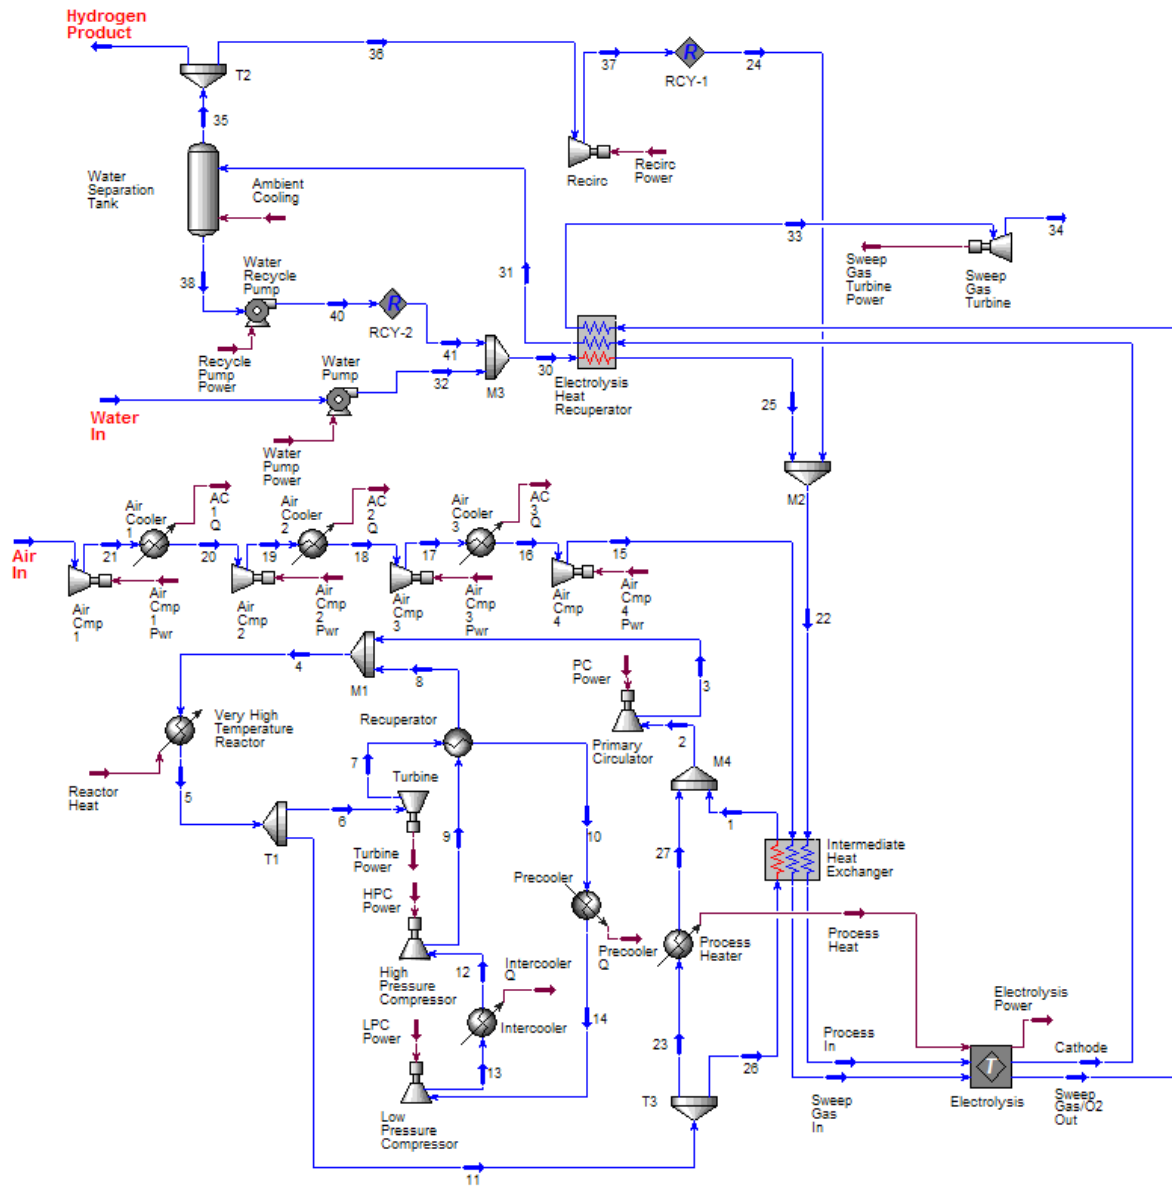 Hydrogen
Product
36
37
24
RCY-1
T2
35
Water
Separation
Tank
Ambient
Cooling
Recirc
Recirc
Power
33
34
Sweep
Gas
Turbine
Power
Sweep
Gas
Turbine
31
38
Water
Recycle
Pump
40
RCY-2
41
Recycle
Pump
Power
Water
Pump
32
M3
30
Electrolysis
Heat
Recuperator
25
Water
In
Water
Pump
Power
M2
Air
In
21
Air
Cooler
1
AC
1
Q
20
19
Air
Cooler
2
AC
2
Q
18
17
Air
Cooler
3
AC
3
Q
16
15
Air
Cmp
1
Air
Cmp
1
Pwr
Air
Cmp
2
Air
Cmp
2
Pwr
Air
Cmp
3
Air
Cmp
3
Pwr
Air
Cmp
4
Air
Cmp
4
Pwr
22
4
M1
8
PC
Power
3
Primary
Circulator
2
M4
Very High
Temperature
Reactor
Reactor
Heat
5
Recuperator
7
Turbine
6
T1
Turbine
Power
9
10
1
27
Intermediate
Heat
Exchanger
HPC
Power
High
Pressure
Compressor
12
Precooler
Precooler
Q
Process
Heater
Process
Heat
Intercooler
Q
Intercooler
14
LPC
Power
13
Low
Pressure
Compressor
23
26
T3
11
Process
In
Sweep
Gas
In
Electrolysis
Power
Cathode
T
Electrolysis
Sweep
Gas/O2
Out